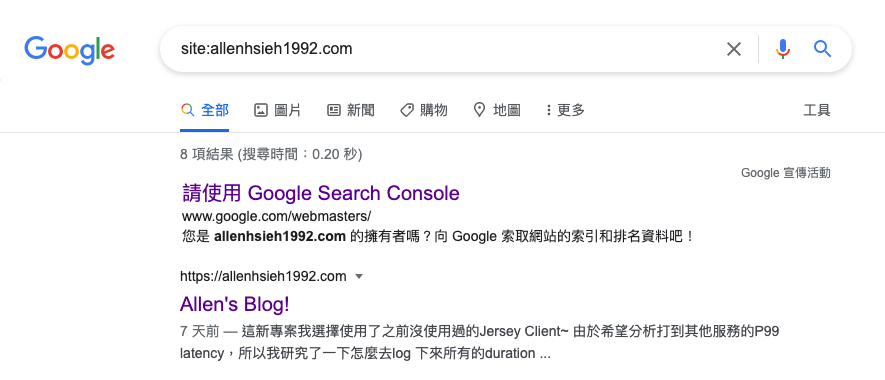 Google
site:allenhsieh1992.com
全部 圖片 新聞 購物 地圖 更多 工具
8 項結果 (搜尋時間：0.20 秒)
Google 宣傳活動
請使用 Google Search Console
www.google.com/webmasters/
您是 allenhsieh1992.com 的擁有者嗎？向 Google 索取網站的索引和排名資料吧！
https://allenhsieh1992.com
Allen's Blog!
7 天前 — 這新專案我選擇使用了之前沒使用過的Jersey Client~ 由於希望分析打到其他服務的P99
latency，所以我研究了一下怎麼去log 下來所有的duration ...